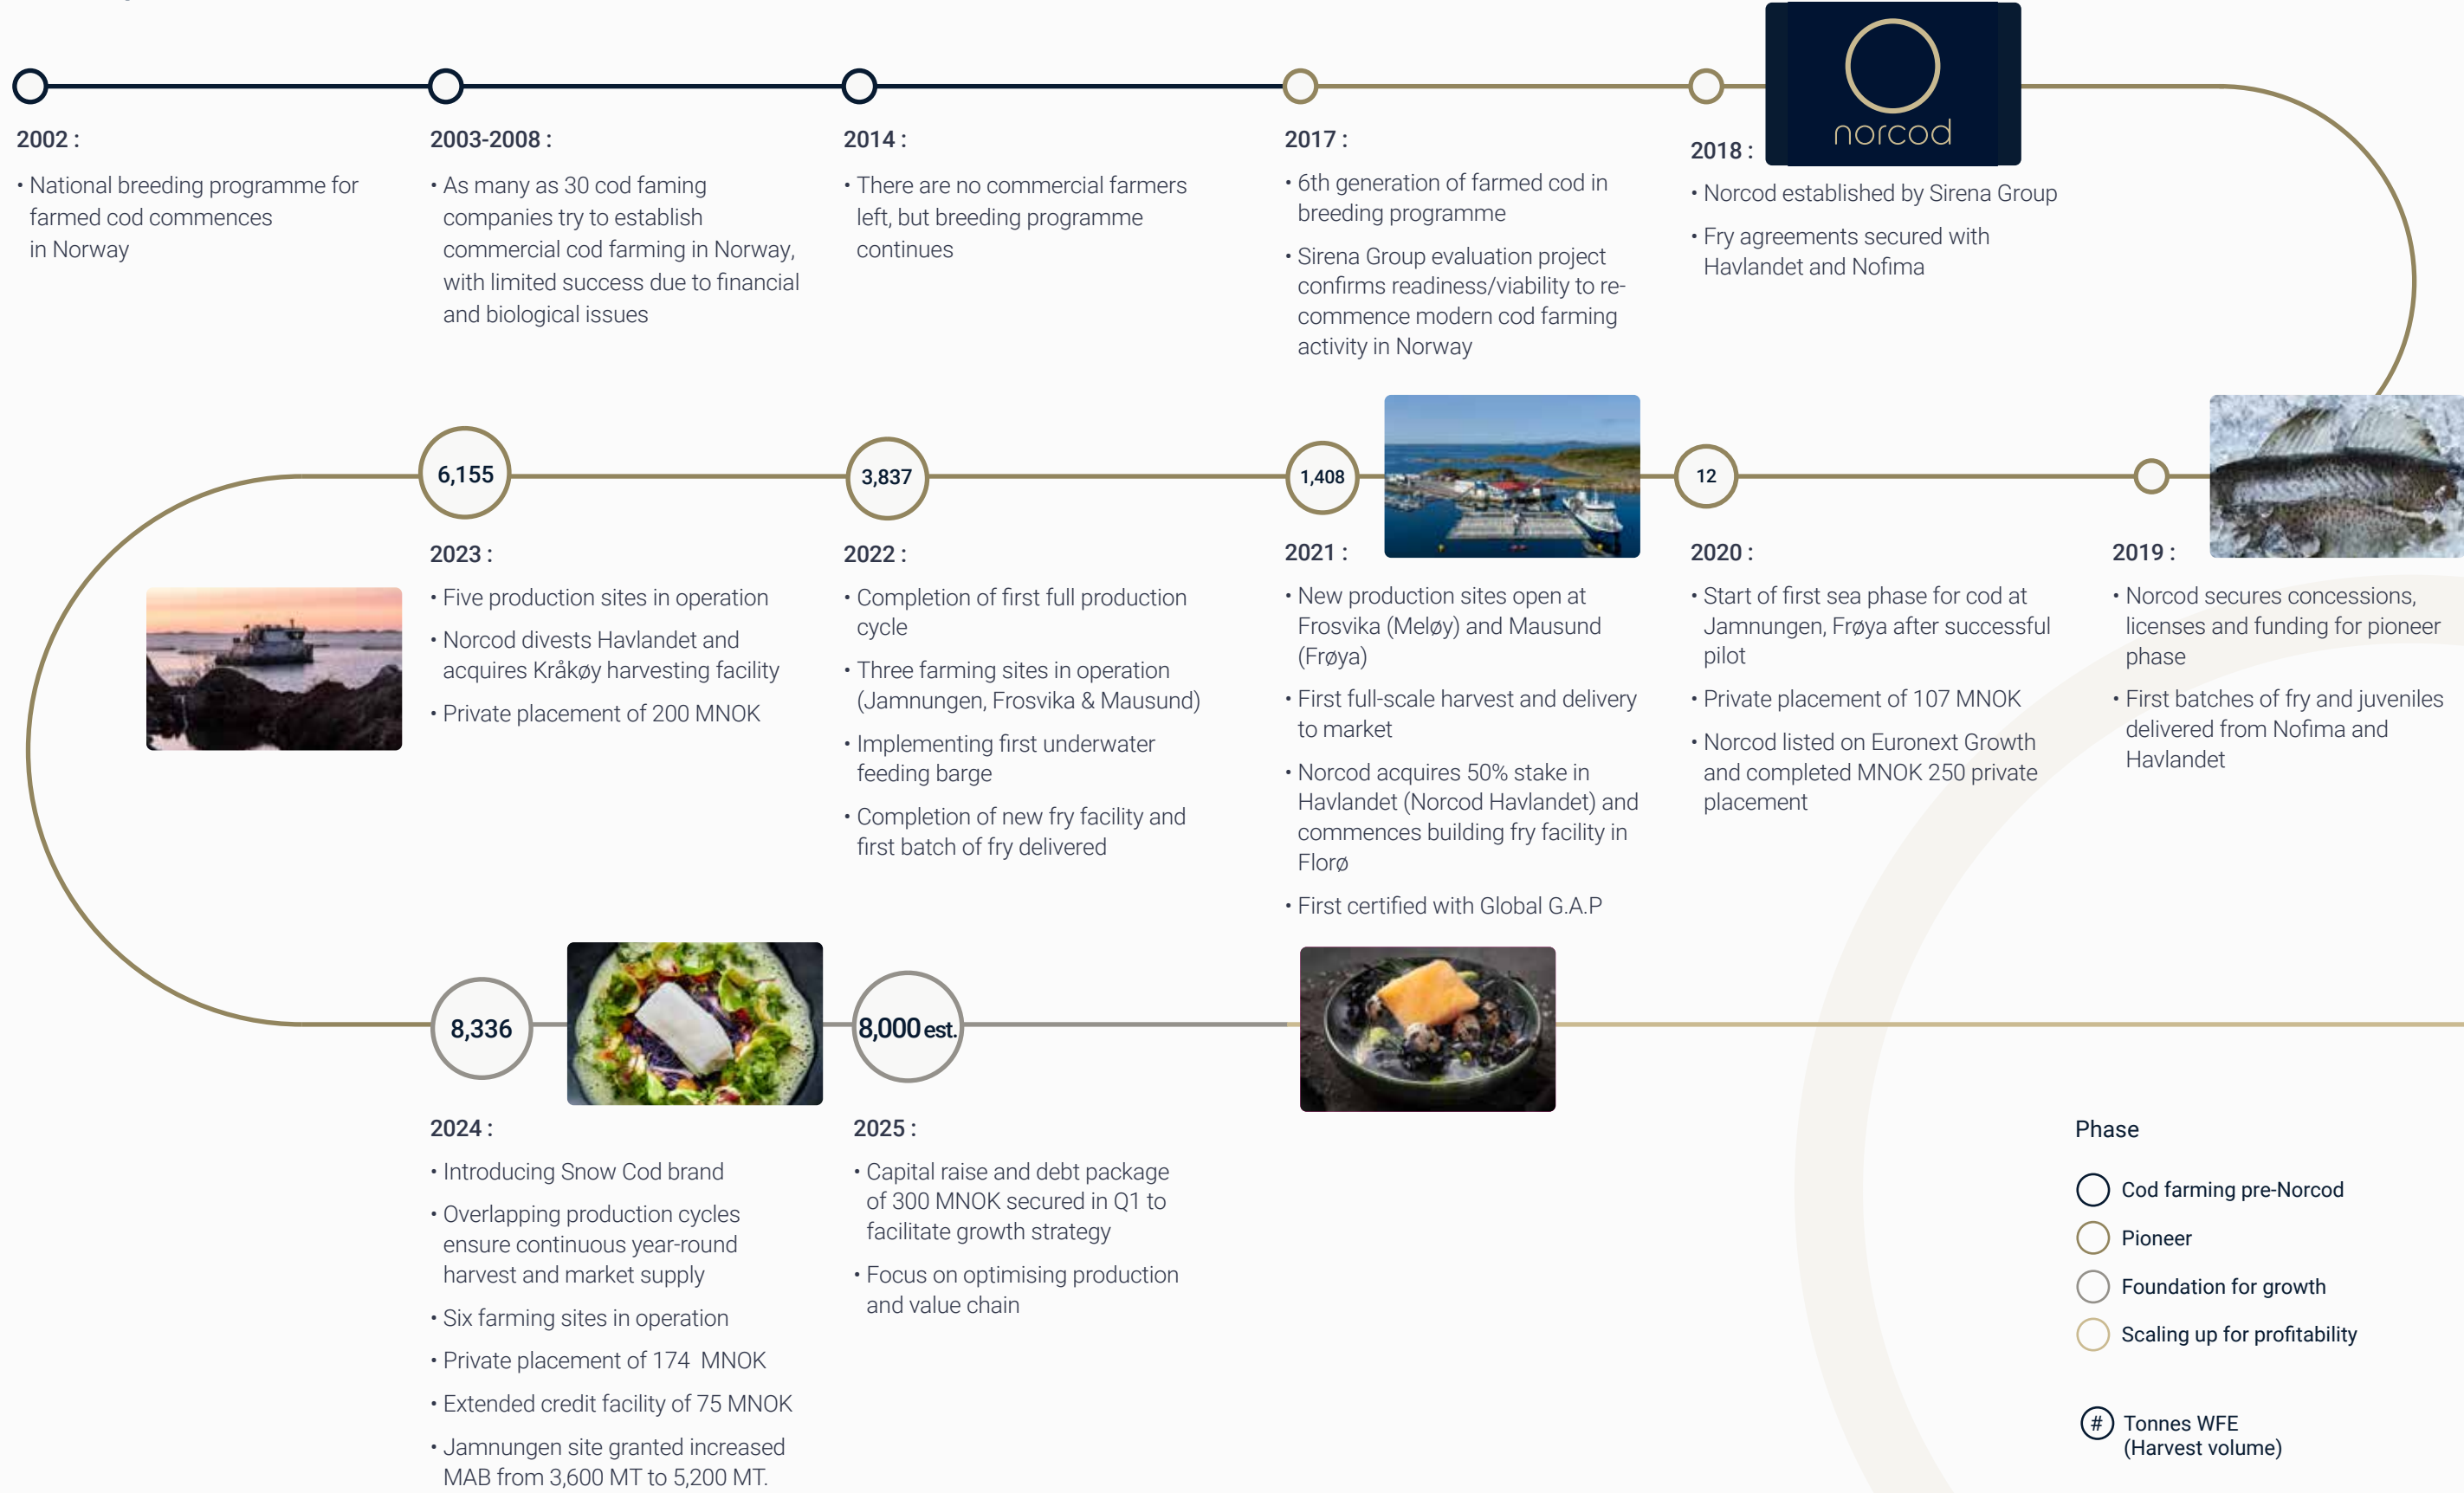 2002 :
• National breeding programme for
farmed cod commences
in Norway
2003-2008 :
• As many as 30 cod faming
companies try to establish
commercial cod farming in Norway,
with limited success due to financial
and biological issues
2014 :
• There are no commercial farmers
left, but breeding programme
continues
2017 :
• 6th generation of farmed cod in
breeding programme
• Sirena Group evaluation project
confirms readiness/viability to re-
commence modern cod farming
activity in Norway
norcod
2018 :
• Norcod established by Sirena Group
• Fry agreements secured with
Havlandet and Nofima
2019 :
• Norcod secures concessions,
licenses and funding for pioneer
phase
• First batches of fry and juveniles
delivered from Nofima and
Havlandet
12
2020 :
• Start of first sea phase for cod at
Jamnungen, Frøya after successful
pilot
• Private placement of 107 MNOK
• Norcod listed on Euronext Growth
and completed MNOK 250 private
placement
1,408
2021 :
• New production sites open at
Frosvika (Meløy) and Mausund
(Frøya)
• First full-scale harvest and delivery
to market
• Norcod acquires 50% stake in
Havlandet (Norcod Havlandet) and
commences building fry facility in
Florø
• First certified with Global G.A.P
3,837
2022 :
• Completion of first full production
cycle
• Three farming sites in operation
(Jamnungen, Frosvika & Mausund)
• Implementing first underwater
feeding barge
• Completion of new fry facility and
first batch of fry delivered
6,155
2023 :
• Five production sites in operation
• Norcod divests Havlandet and
acquires Kråkøy harvesting facility
• Private placement of 200 MNOK
8,336
2024 :
• Introducing Snow Cod brand
• Overlapping production cycles
ensure continuous year-round
harvest and market supply
• Six farming sites in operation
• Private placement of 174 MNOK
• Extended credit facility of 75 MNOK
• Jamnungen site granted increased
MAB from 3,600 MT to 5,200 MT.
8,000 est.
2025 :
• Capital raise and debt package
of 300 MNOK secured in Q1 to
facilitate growth strategy
• Focus on optimising production
and value chain
Phase
Cod farming pre-Norcod
Pioneer
Foundation for growth
Scaling up for profitability
# Tonnes WFE
(Harvest volume)